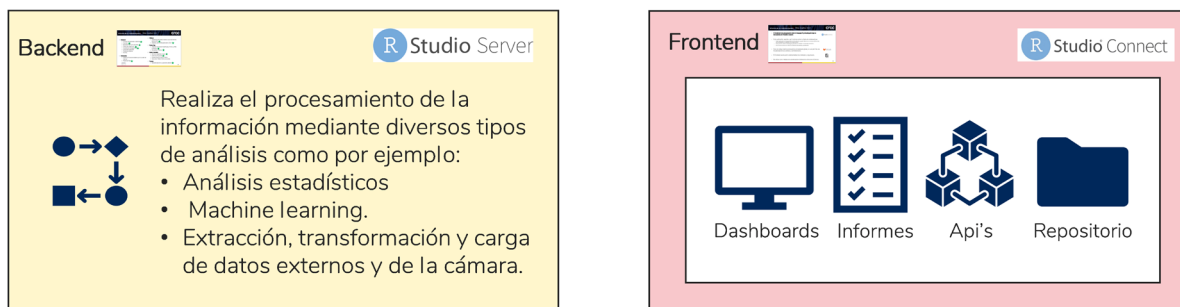 Backend
R Studio Server
Realiza el procesamiento de la
información mediante diversos tipos
de análisis como por ejemplo:
• Análisis estadísticos
• Machine learning.
• Extracción, transformación y carga
de datos externos y de la cámara.
Frontend
R Studio Connect
Dashboards
Informes
Api's
Repositorio